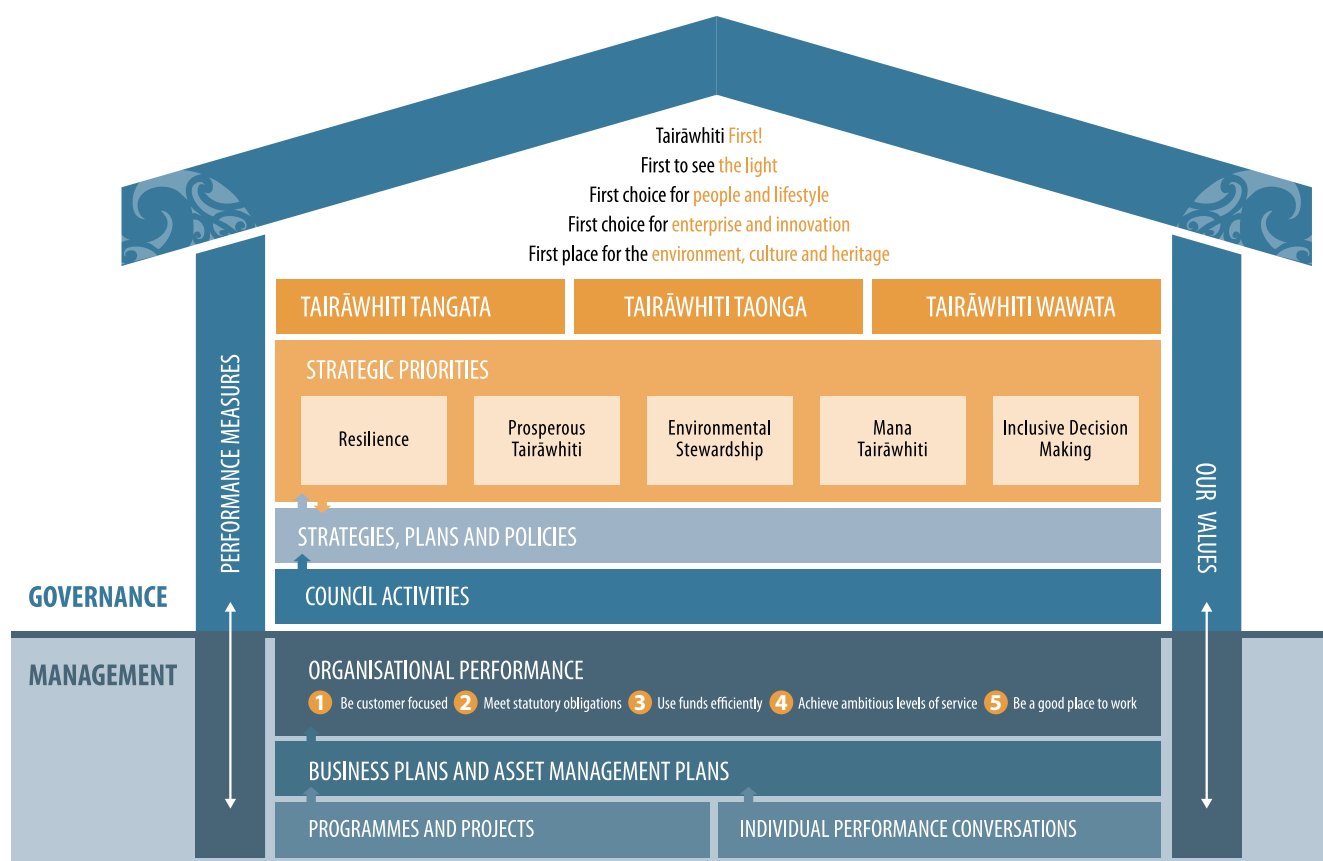 Tairāwhiti First!
First to see the light
First choice for people and lifestyle
First choice for enterprise and innovation
First place for the environment, culture and heritage
TAIRĀWHITI TANGATA
TAIRĀWHITI TAONGA
TAIRĀWHITI WAWATA
PERFORMANCE MEASURES
STRATEGIC PRIORITIES
Resilience
Prosperous
Tairāwhiti
Environmental
Stewardship
Mana
Tairāwhiti
Inclusive Decision
Making
OUR VALUES
STRATEGIES, PLANS AND POLICIES
GOVERNANCE
COUNCIL ACTIVITIES
MANAGEMENT
ORGANISATIONAL PERFORMANCE
1 Be customer focused 2 Meet statutory obligations 3 Use funds efficiently 4 Achieve ambitious levels of service 5 Be a good place to work
BUSINESS PLANS AND ASSET MANAGEMENT PLANS
PROGRAMMES AND PROJECTS
INDIVIDUAL PERFORMANCE CONVERSATIONS